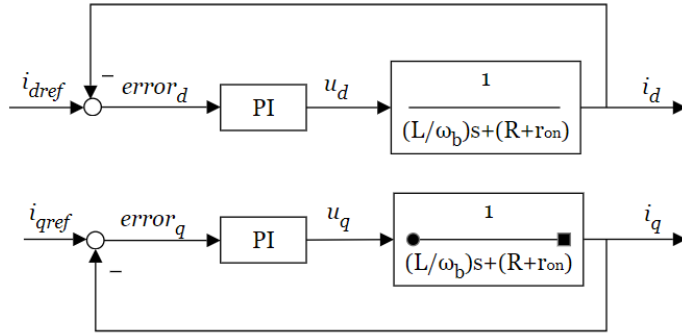 −
i_dref error_d PI u_d 1 i_d
(L/ω_b)s+(R+r_on)
i_qref error_q PI u_q 1 i_q
(L/ω_b)s+(R+r_on)
−